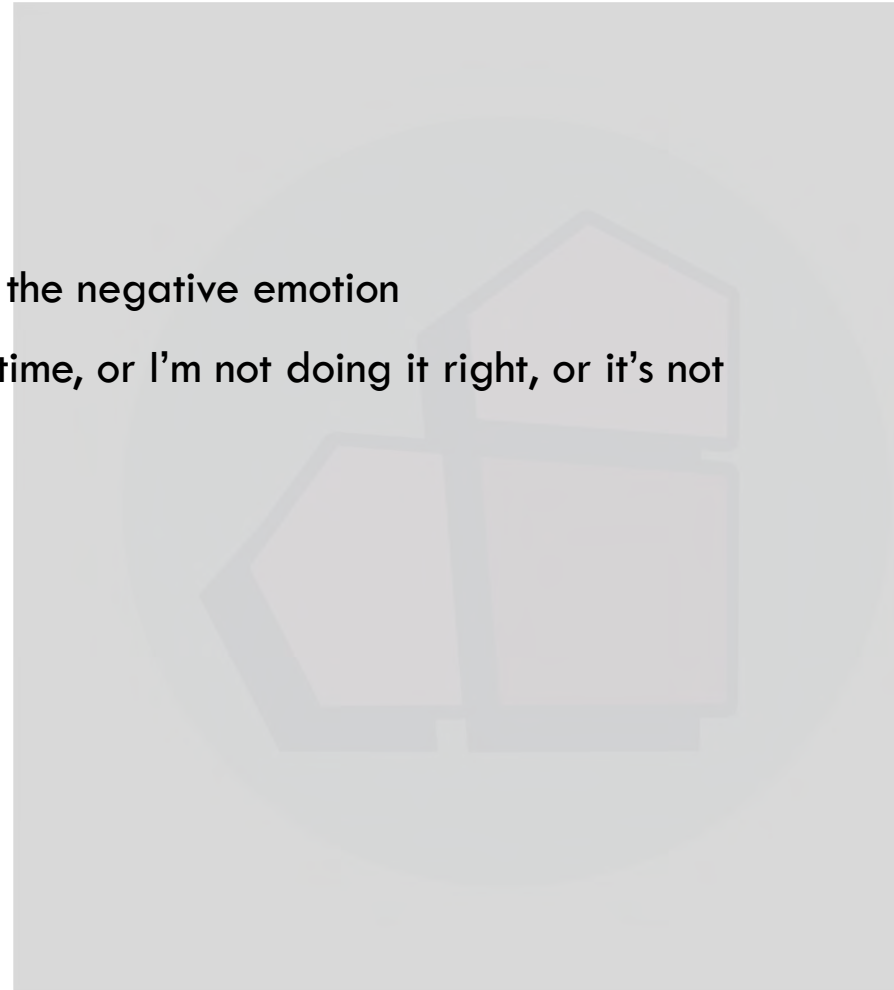 the negative emotion
time, or I’m not doing it right, or it’s not